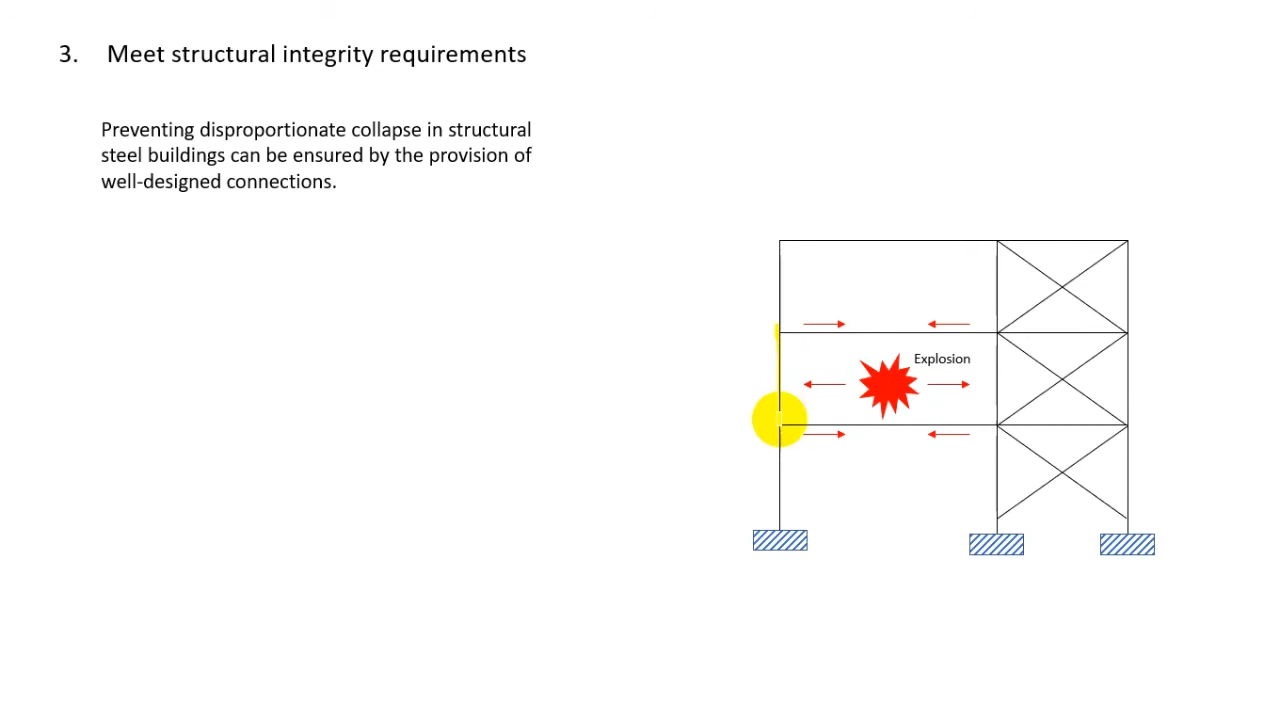 3. Meet structural integrity requirements
Preventing disproportionate collapse in structural
steel buildings can be ensured by the provision of
well-designed connections.
Explosion